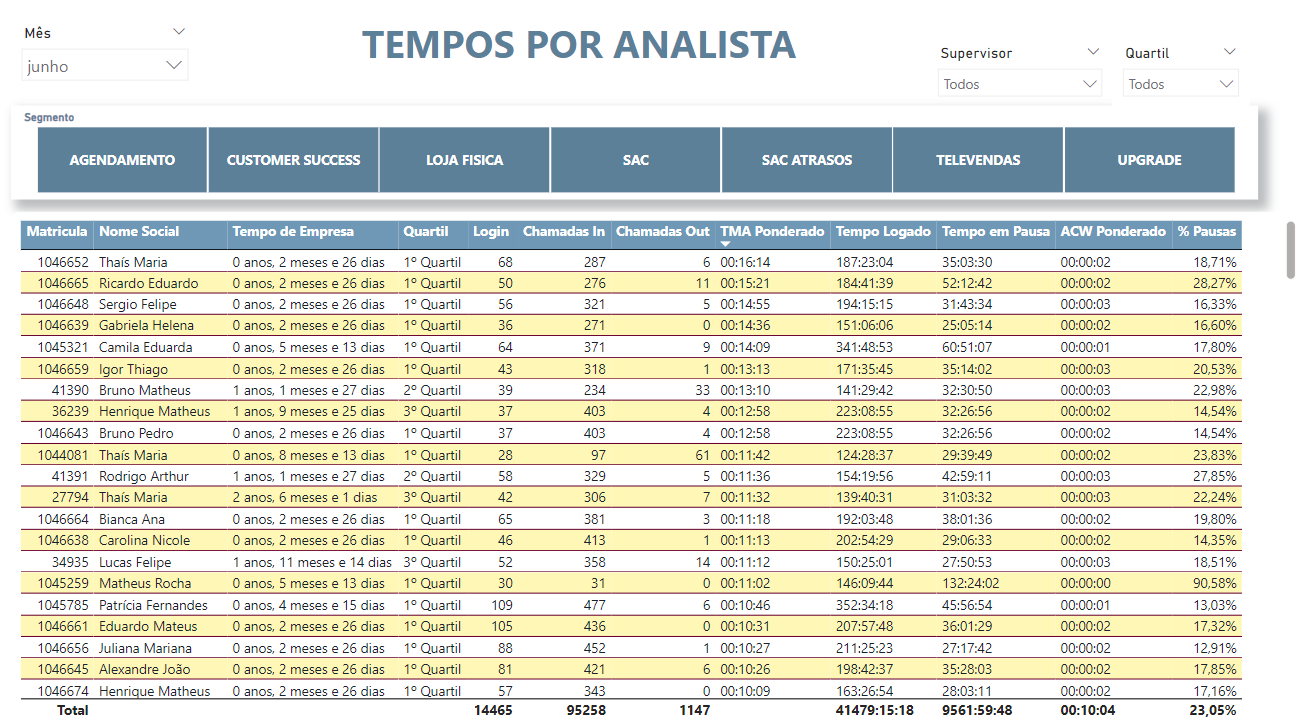 Mês
junho
TEMPOS POR ANALISTA
Supervisor
Todos
Quartil
Todos
Segmento
AGENDAMENTO CUSTOMER SUCCESS LOJA FISICA SAC SAC ATRASOS TELEVENDAS UPGRADE
Matricula Nome Social Tempo de Empresa Quartil Login Chamadas In Chamadas Out TMA Ponderado Tempo Logado Tempo em Pausa ACW Ponderado % Pausas
1046652 Thaís Maria 0 anos, 2 meses e 26 dias 1º Quartil 68 287 6 00:16:14 187:23:04 35:03:30 00:00:02 18,71%
1046665 Ricardo Eduardo 0 anos, 2 meses e 26 dias 1º Quartil 50 276 11 00:15:21 184:41:39 52:12:42 00:00:02 28,27%
1046648 Sergio Felipe 0 anos, 2 meses e 26 dias 1º Quartil 56 321 5 00:14:55 194:15:15 31:43:34 00:00:03 16,33%
1046639 Gabriela Helena 0 anos, 2 meses e 26 dias 1º Quartil 36 271 0 00:14:36 151:06:06 25:05:14 00:00:02 16,60%
1045321 Camila Eduarda 0 anos, 5 meses e 13 dias 1º Quartil 64 371 9 00:14:09 341:48:53 60:51:07 00:00:01 17,80%
1046659 Igor Thiago 0 anos, 2 meses e 26 dias 1º Quartil 43 318 1 00:13:13 171:35:45 35:14:02 00:00:03 20,53%
41390 Bruno Matheus 1 anos, 1 meses e 27 dias 2º Quartil 39 234 33 00:13:10 141:29:42 32:30:50 00:00:03 22,98%
36239 Henrique Matheus 1 anos, 9 meses e 25 dias 3º Quartil 37 403 4 00:12:58 223:08:55 32:26:56 00:00:02 14,54%
1046643 Bruno Pedro 0 anos, 2 meses e 26 dias 1º Quartil 37 403 4 00:12:58 223:08:55 32:26:56 00:00:02 14,54%
1044081 Thaís Maria 0 anos, 8 meses e 13 dias 1º Quartil 28 97 61 00:11:42 124:28:37 29:39:49 00:00:02 23,83%
41391 Rodrigo Arthur 1 anos, 1 meses e 27 dias 2º Quartil 58 329 5 00:11:36 154:19:56 42:59:11 00:00:03 27,85%
27794 Thaís Maria 2 anos, 6 meses e 1 dias 3º Quartil 42 306 7 00:11:32 139:40:31 31:03:32 00:00:03 22,24%
1046664 Bianca Ana 0 anos, 2 meses e 26 dias 1º Quartil 65 381 3 00:11:18 192:03:48 38:01:36 00:00:02 19,80%
1046638 Carolina Nicole 0 anos, 2 meses e 26 dias 1º Quartil 46 413 1 00:11:13 202:54:29 29:06:33 00:00:02 14,35%
34935 Lucas Felipe 1 anos, 11 meses e 14 dias 3º Quartil 52 358 14 00:11:12 150:25:01 27:50:53 00:00:03 18,51%
1045259 Matheus Rocha 0 anos, 5 meses e 13 dias 1º Quartil 30 31 0 00:11:02 146:09:44 132:24:02 00:00:00 90,58%
1045785 Patrícia Fernandes 0 anos, 4 meses e 15 dias 1º Quartil 109 477 6 00:10:46 352:34:18 45:56:54 00:00:01 13,03%
1046661 Eduardo Mateus 0 anos, 2 meses e 26 dias 1º Quartil 105 436 0 00:10:31 207:57:48 36:01:29 00:00:02 17,32%
1046656 Juliana Mariana 0 anos, 2 meses e 26 dias 1º Quartil 88 452 1 00:10:27 211:25:23 27:17:42 00:00:02 12,91%
1046645 Alexandre João 0 anos, 2 meses e 26 dias 1º Quartil 81 421 6 00:10:26 198:42:37 35:28:03 00:00:02 17,85%
1046674 Henrique Matheus 0 anos, 2 meses e 26 dias 1º Quartil 57 343 0 00:10:09 163:26:54 28:03:11 00:00:02 17,16%
Total 14465 95258 1147 41479:15:18 9561:59:48 00:10:04 23,05%